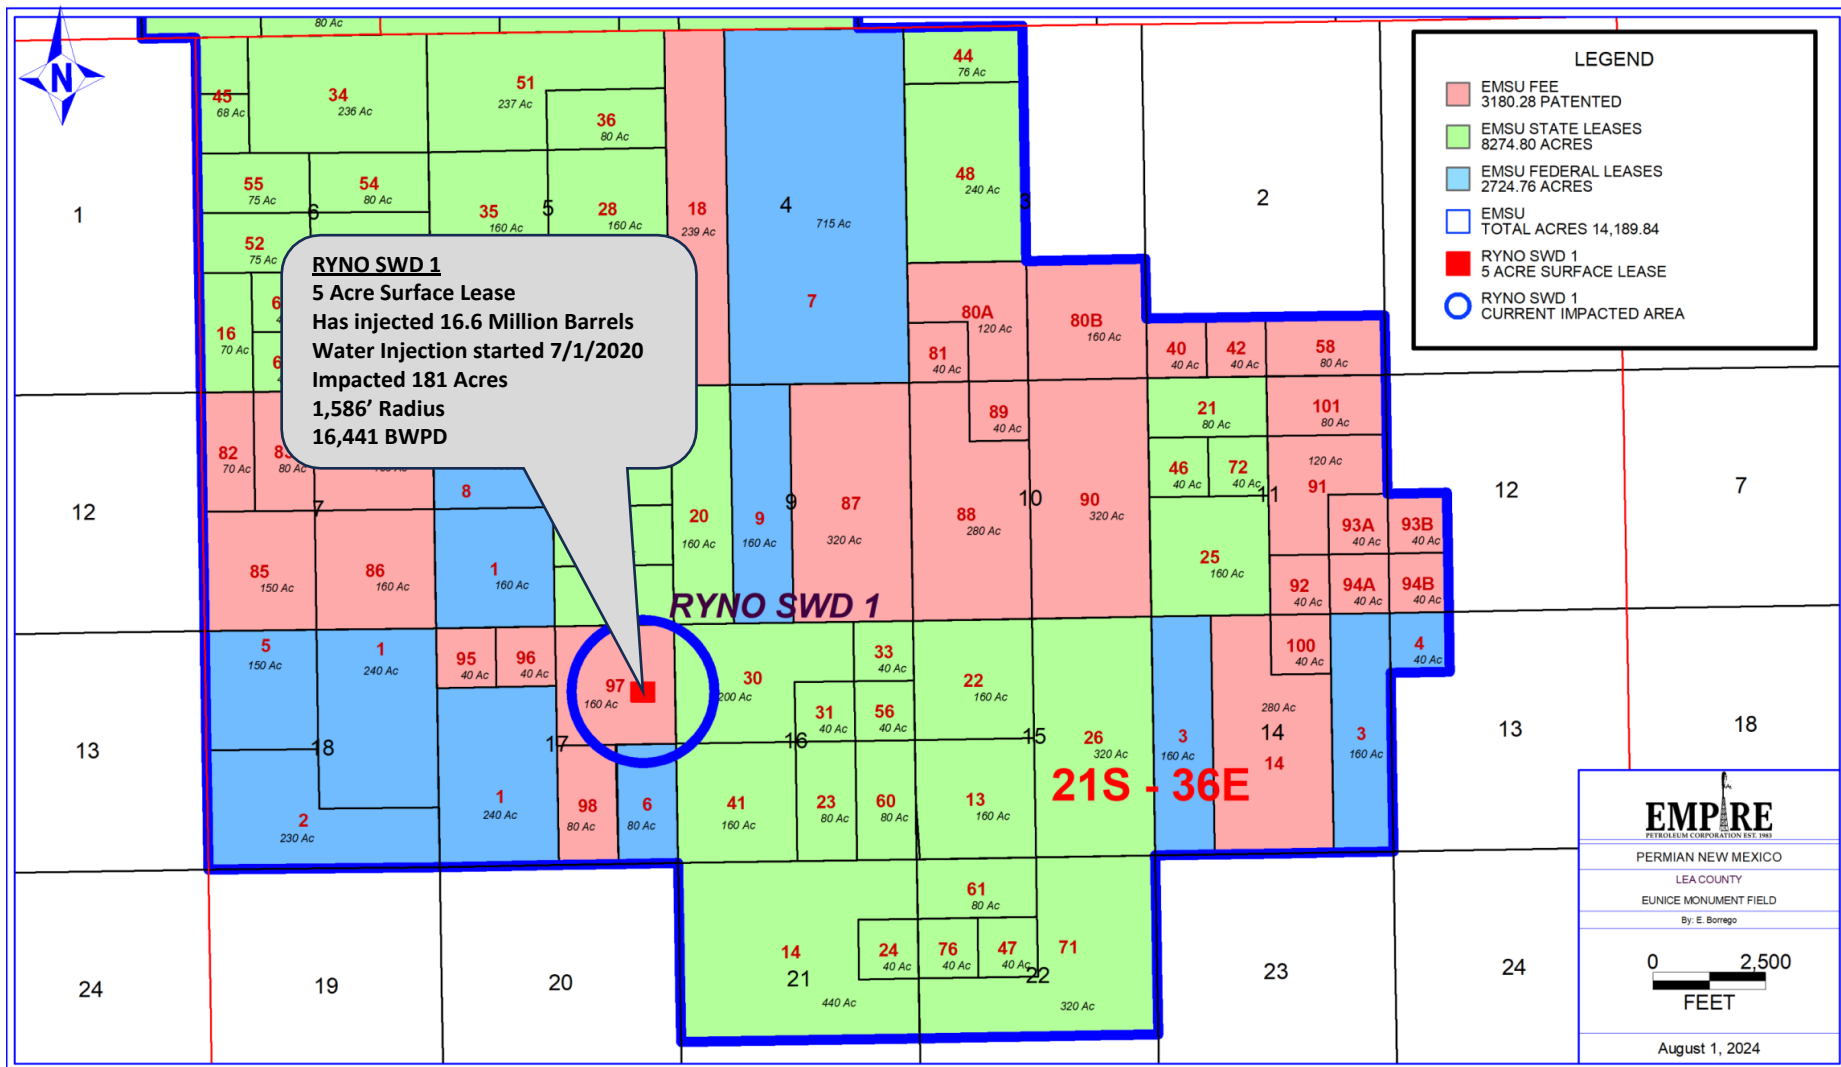 80 Ac
N
LEGEND
EMSU FEE
3180.28 PATENTED
EMSU STATE LEASES
8274.80 ACRES
EMSU FEDERAL LEASES
2724.76 ACRES
EMSU
TOTAL ACRES 14,189.84
RYNO SWD 1
5 ACRE SURFACE LEASE
RYNO SWD 1
CURRENT IMPACTED AREA
45
68 Ac
34
236 Ac
51
237 Ac
36
80 Ac
44
76 Ac
55
75 Ac
54
80 Ac
6
35
160 Ac
5
28
160 Ac
18
239 Ac
4
715 Ac
7
48
240 Ac
3
2
1
52
75 Ac
RYNO SWD 1
5 Acre Surface Lease
Has injected 16.6 Million Barrels
Water Injection started 7/1/2020
Impacted 181 Acres
1,586’ Radius
16,441 BWPD
16
70 Ac
6
6
80A
120 Ac
80B
160 Ac
81
40 Ac
40
40 Ac
42
40 Ac
58
80 Ac
89
40 Ac
21
80 Ac
101
80 Ac
82
70 Ac
83
80 Ac
7
8
46
40 Ac
72
40 Ac
11
120 Ac
91
12
12
7
20
160 Ac
9
160 Ac
9
87
320 Ac
88
280 Ac
10
90
320 Ac
93A
40 Ac
93B
40 Ac
85
150 Ac
86
160 Ac
1
160 Ac
25
160 Ac
92
40 Ac
94A
40 Ac
94B
40 Ac
RYNO SWD 1
5
150 Ac
1
240 Ac
95
40 Ac
96
40 Ac
97
160 Ac
30
200 Ac
33
40 Ac
22
160 Ac
100
40 Ac
4
40 Ac
31
40 Ac
56
40 Ac
13
18
17
16
15
26
320 Ac
3
160 Ac
280 Ac
14
14
3
160 Ac
13
18
21S - 36E
2
230 Ac
1
240 Ac
98
80 Ac
6
80 Ac
41
160 Ac
23
80 Ac
60
80 Ac
13
160 Ac
61
80 Ac
14
21
440 Ac
24
40 Ac
76
40 Ac
47
40 Ac
22
71
320 Ac
24
19
20
23
24
EMPIRE
PETROLEUM CORPORATION EST. 1983
PERMIAN NEW MEXICO
LEA COUNTY
EUNICE MONUMENT FIELD
By: E. Borrego
0 2,500
FEET
August 1, 2024